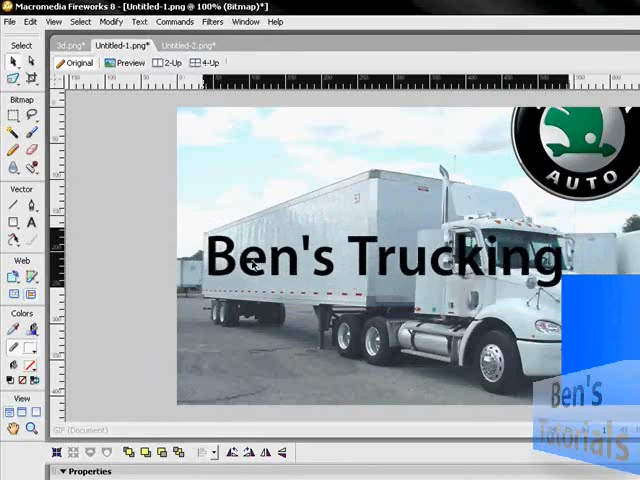 Macromedia Fireworks 8 - [Untitled-1.png @ 100% (Bitmap)*]
File Edit View Select Modify Text Commands Filters Window Help
3d.png* Untitled-1.png* Untitled-2.png*
Original Preview 2-Up 4-Up
Select
Bitmap
Vector
Web
Colors
View
AUTO
Ben's Trucking
Ben's
Tutorials
GIF (Document)
Properties